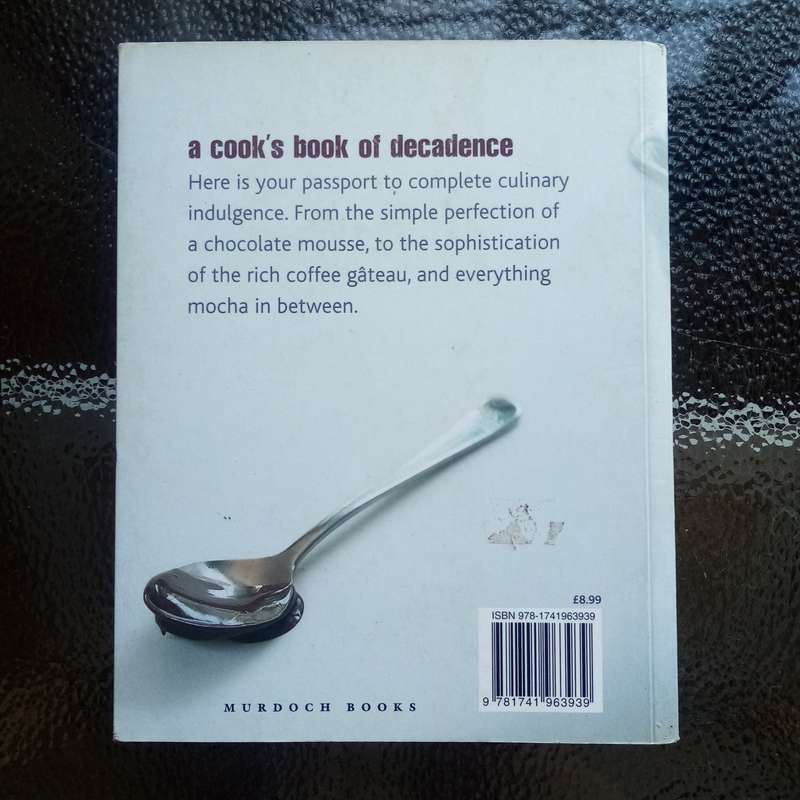 a cook's book of decadence
Here is your passport to complete culinary
indulgence. From the simple perfection of
a chocolate mousse, to the sophistication
of the rich coffee gâteau, and everything
mocha in between.
£8.99
ISBN 978-1741963939
9 781741 963939
MURDOCH BOOKS